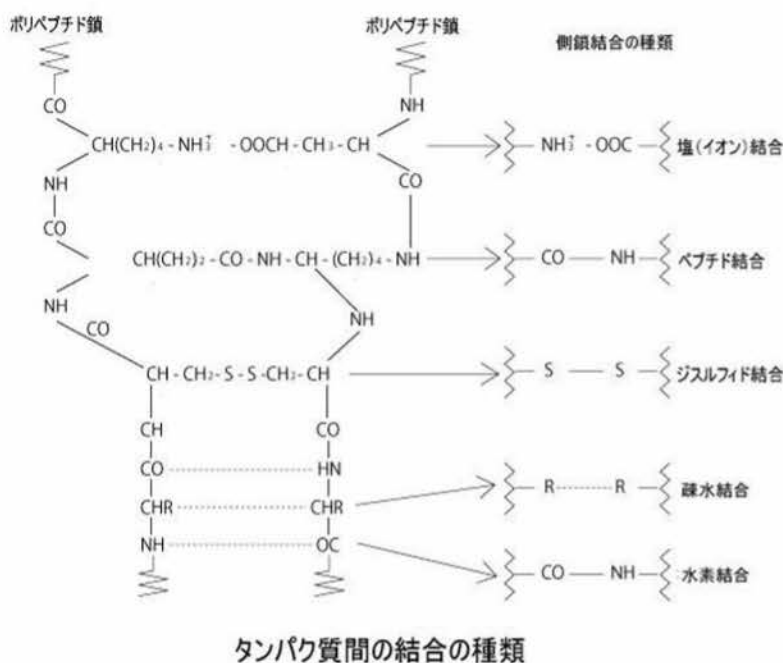 ポリペプチド鎖 ポリペプチド鎖
側鎖結合の種類
CO NH
CH(CH₂)₄-NH₃⁺ -OOCH-CH₃-CH NH₃⁺ -OOC 塩(イオン)結合
NH CO
CO
CH(CH₂)₂-CO-NH-CH-(CH₂)₄-NH CO NH ペプチド結合
NH NH
CO
CH-CH₂-S-S-CH₂-CH S S ジスルフィド結合
CH CO
CO HN
CHR CHR R R 疎水結合
NH OC
CO NH 水素結合
タンパク質間の結合の種類